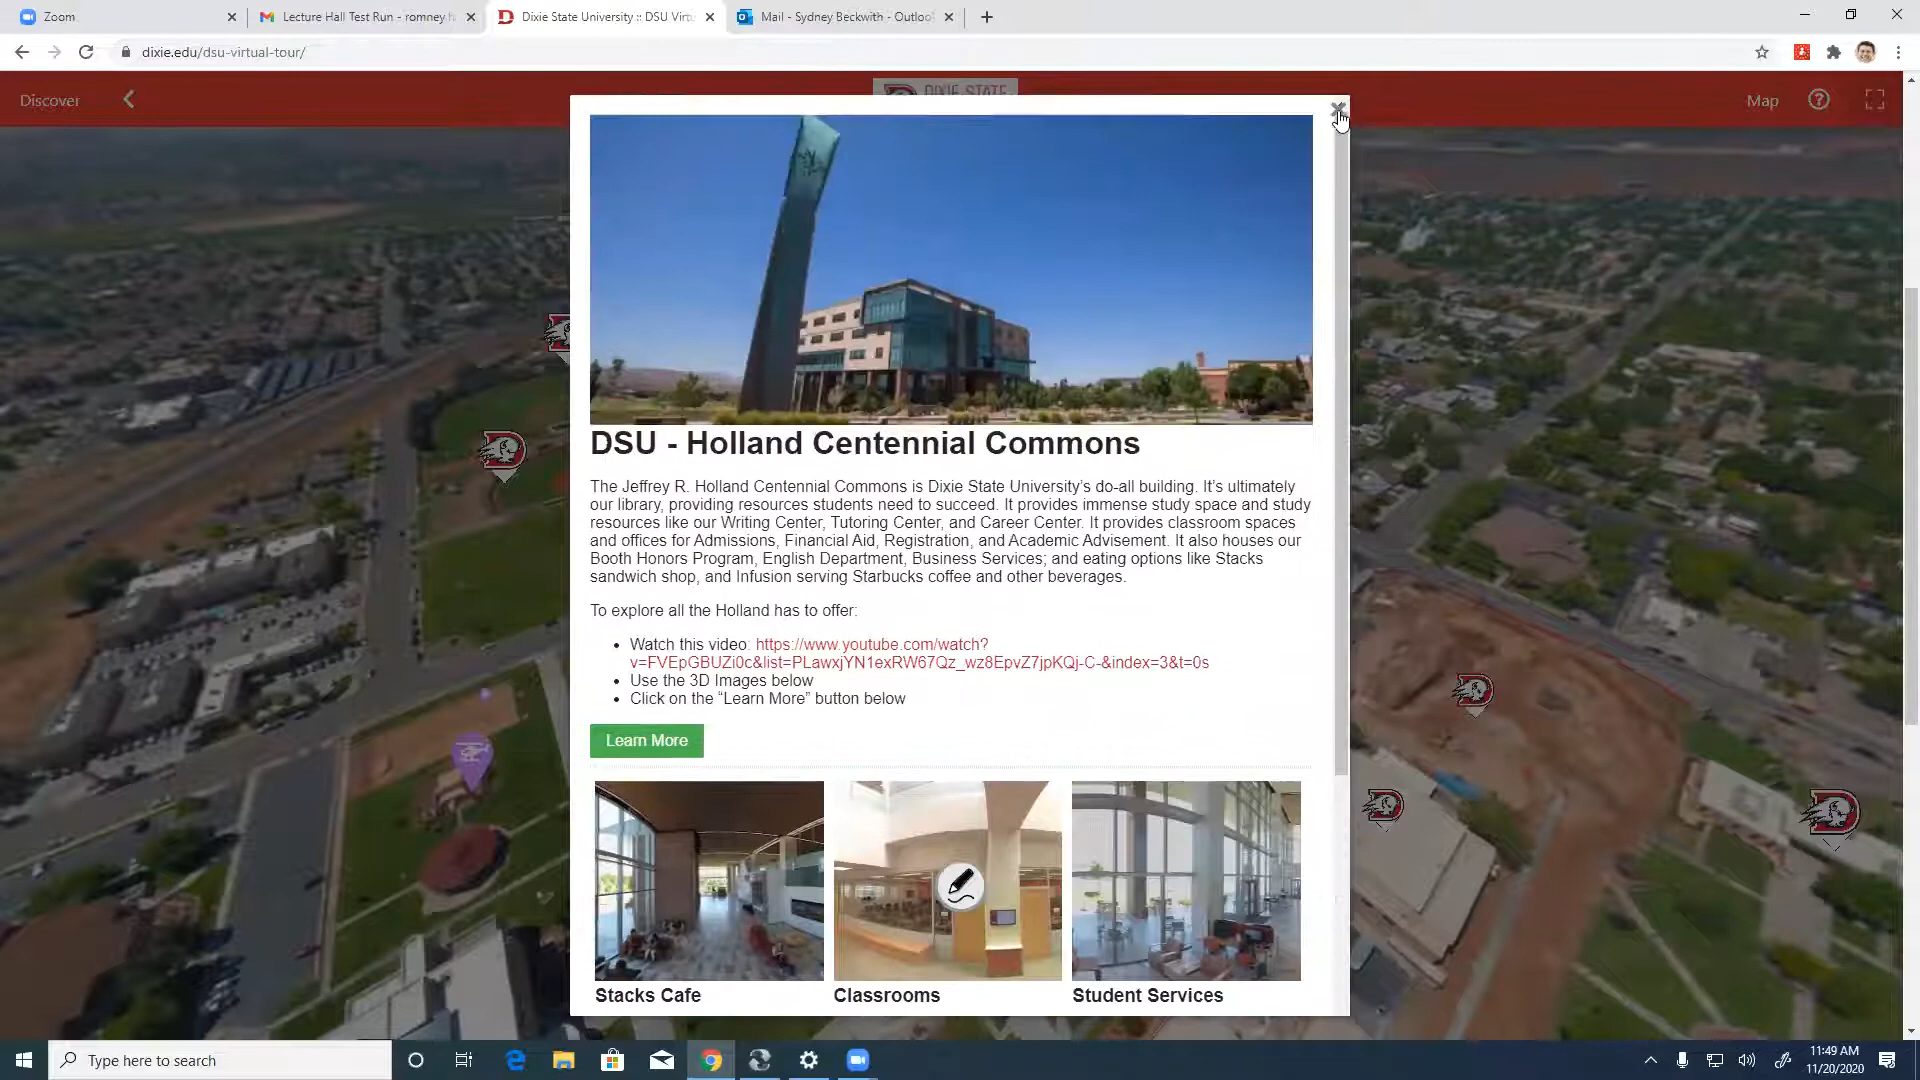 Zoom
Lecture Hall Test Run - romney.h
Dixie State University :: DSU Virtu
Mail - Sydney Beckwith - Outloo
dixie.edu/dsu-virtual-tour/
Discover
DIXIE STATE
Map
DSU - Holland Centennial Commons
The Jeffrey R. Holland Centennial Commons is Dixie State University’s do-all building. It’s ultimately
our library, providing resources students need to succeed. It provides immense study space and study
resources like our Writing Center, Tutoring Center, and Career Center. It provides classroom spaces
and offices for Admissions, Financial Aid, Registration, and Academic Advisement. It also houses our
Booth Honors Program, English Department, Business Services; and eating options like Stacks
sandwich shop, and Infusion serving Starbucks coffee and other beverages.
To explore all the Holland has to offer:
• Watch this video: https://www.youtube.com/watch?
v=FVEpGBUZi0c&list=PLawxjYN1exRW67Qz_wz8EpvZ7jpKQj-C-&index=3&t=0s
• Use the 3D Images below
• Click on the “Learn More” button below
Learn More
Stacks Cafe
Classrooms
Student Services
Type here to search
11:49 AM
11/20/2020